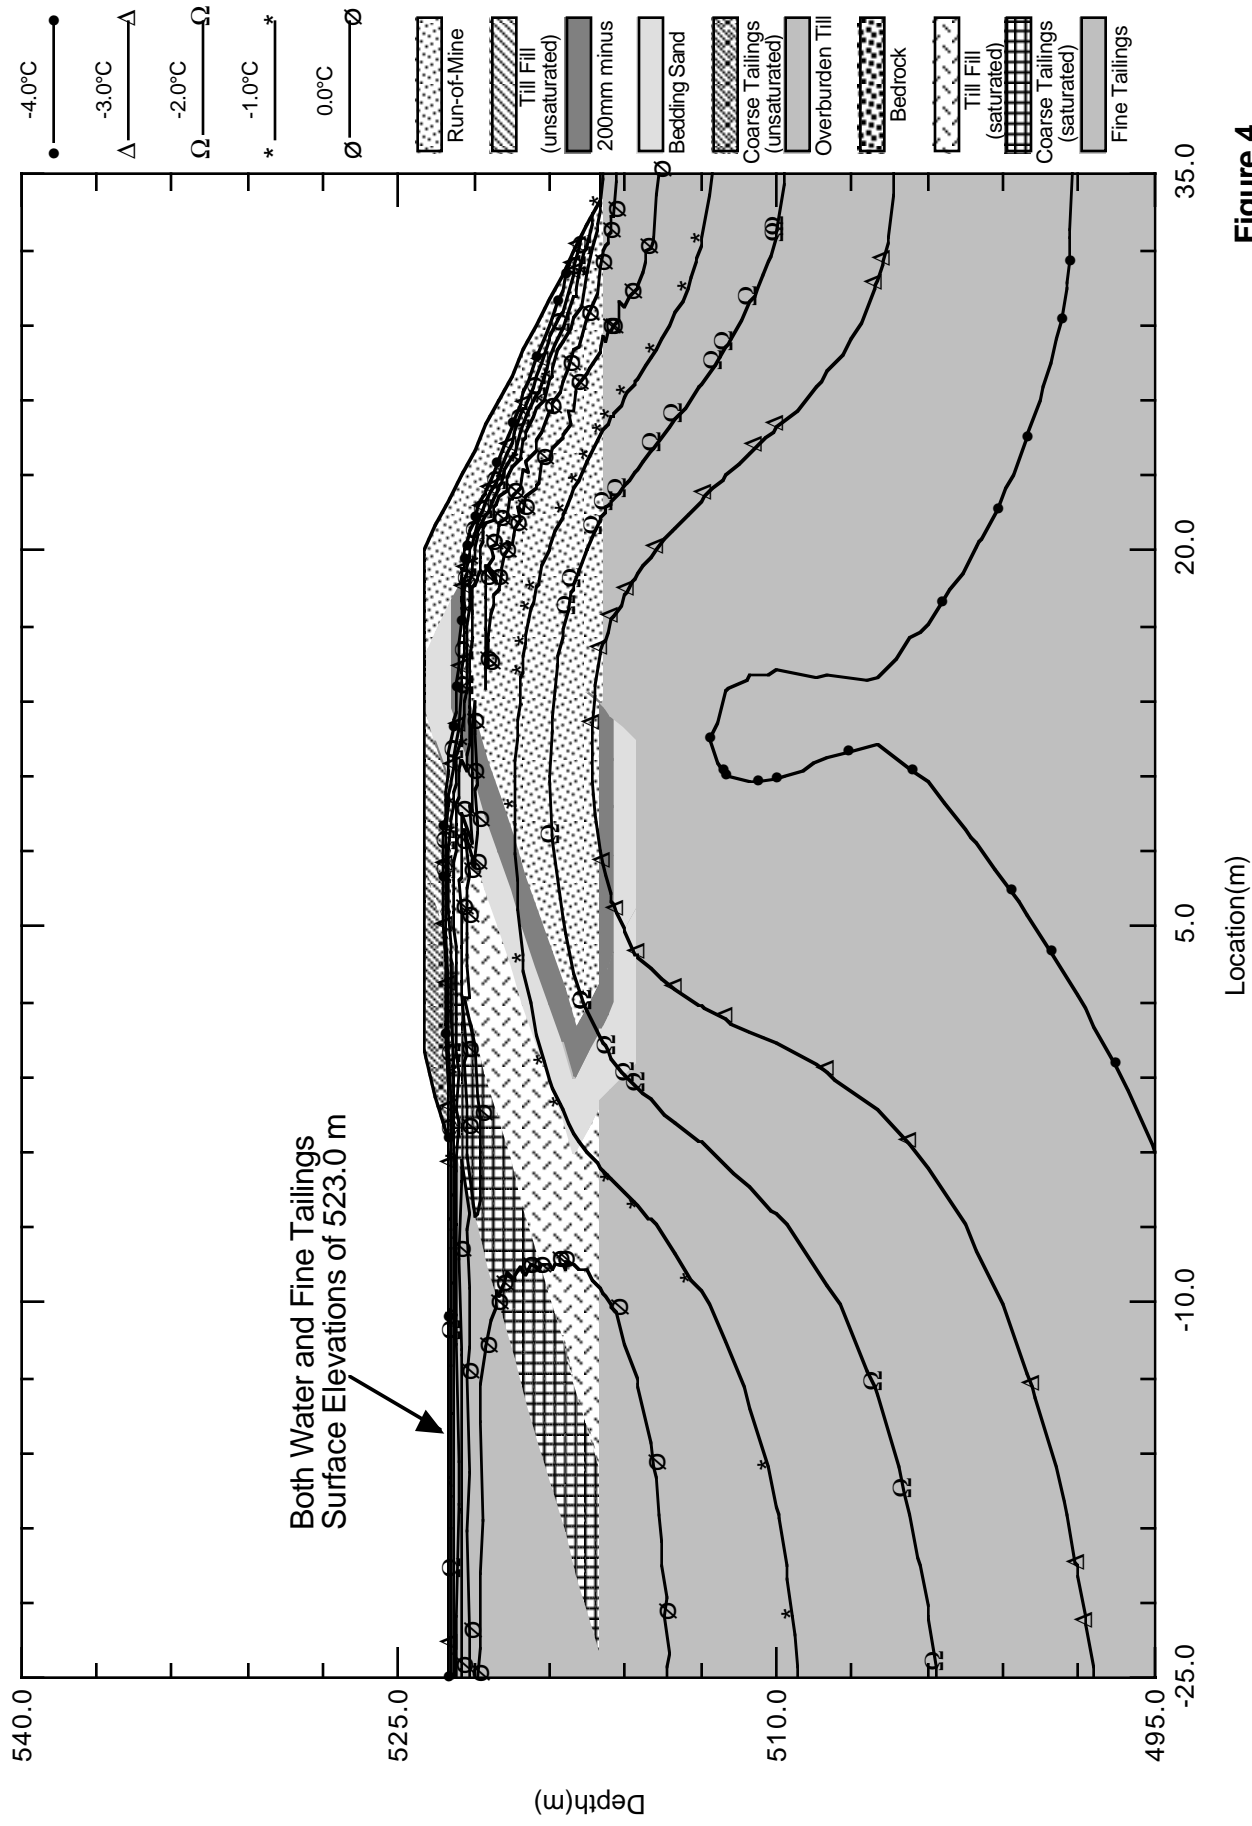 -4.0°C
-3.0°C
-2.0°C
-1.0°C
0.0°C
Run-of-Mine
Till Fill
(unsaturated)
200mm minus
Bedding Sand
Coarse Tailings
(unsaturated)
Overburden Till
Bedrock
Till Fill
(saturated)
Coarse Tailings
(saturated)
Fine Tailings
Both Water and Fine Tailings
Surface Elevations of 523.0 m
540.0
525.0
510.0
495.0
Depth(m)
-25.0
-10.0
5.0
20.0
35.0
Location(m)
Figure 4